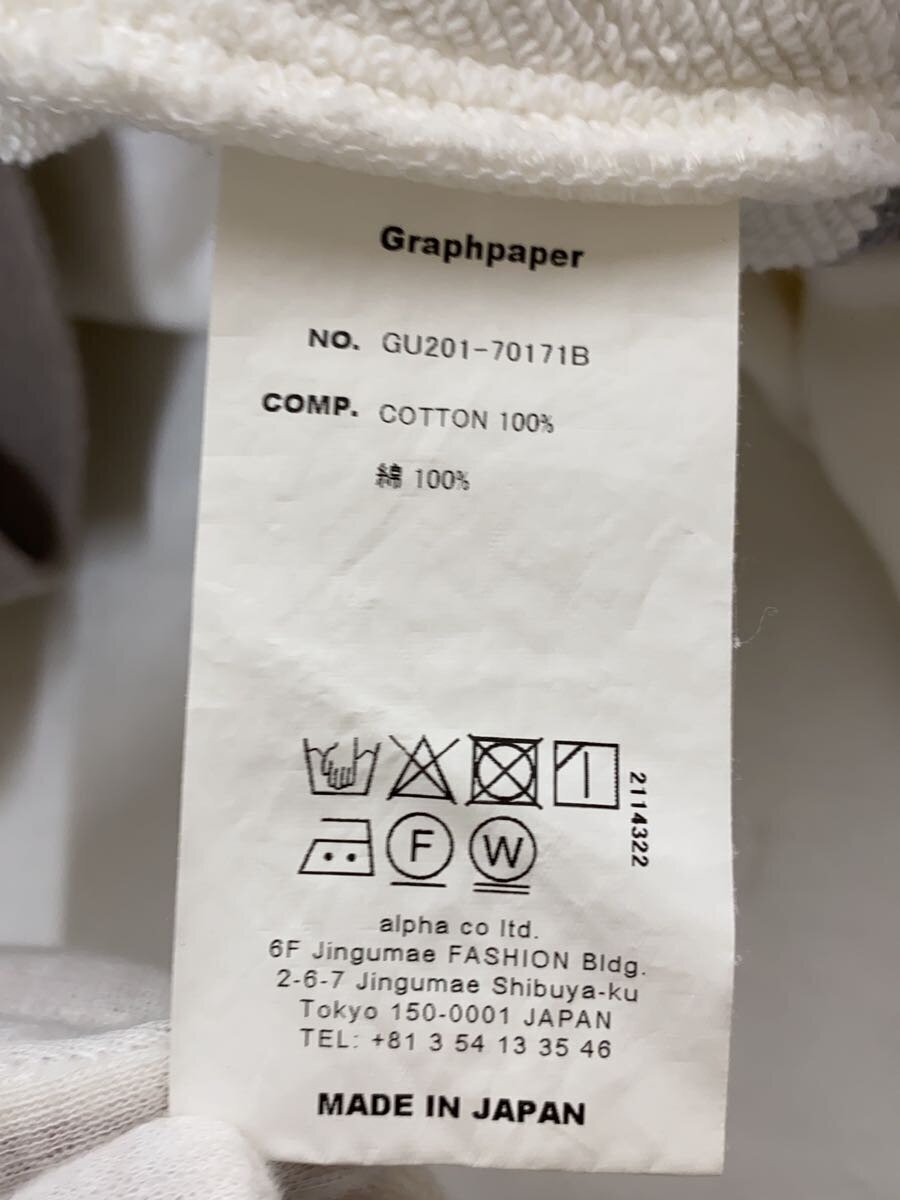 Graphpaper
NO. GU201-70171B
COMP. COTTON 100%
綿 100%
2114322
F W
alpha co ltd.
6F Jingumae FASHION Bldg.
2-6-7 Jingumae Shibuya-ku
Tokyo 150-0001 JAPAN
TEL: +81 3 54 13 35 46
MADE IN JAPAN